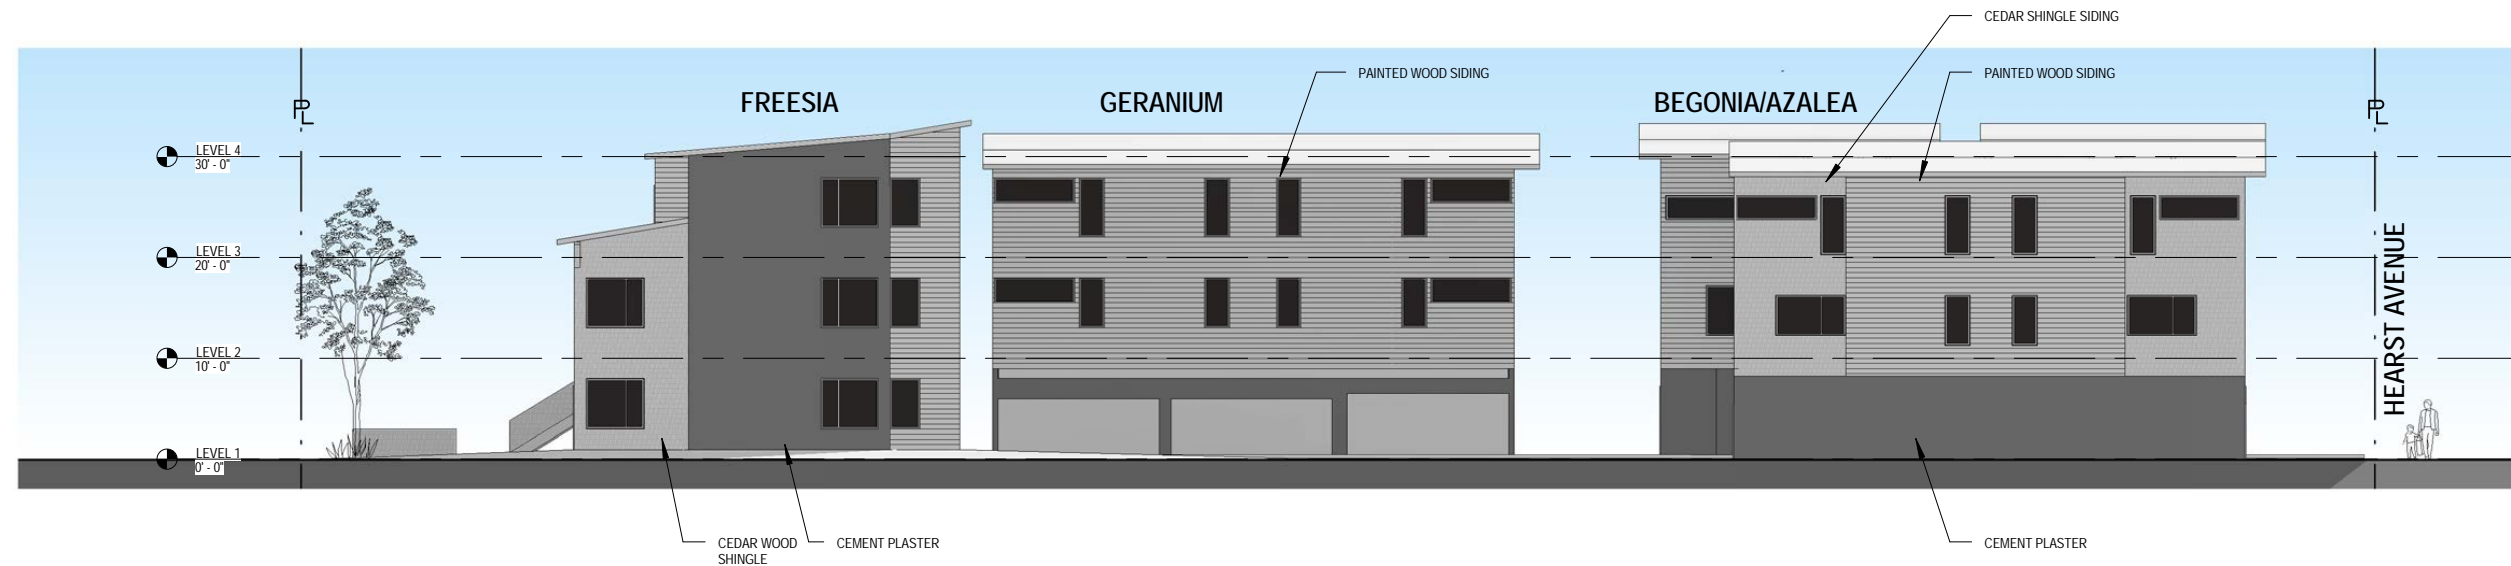 CEDAR SHINGLE SIDING
PAINTED WOOD SIDING
PAINTED WOOD SIDING
FREESIA
GERANIUM
BEGONIA/AZALEA
PL
PL
LEVEL 4
30' - 0"
LEVEL 3
20' - 0"
LEVEL 2
10' - 0"
LEVEL 1
0' - 0"
HEARST AVENUE
CEDAR WOOD
SHINGLE
CEMENT PLASTER
CEMENT PLASTER